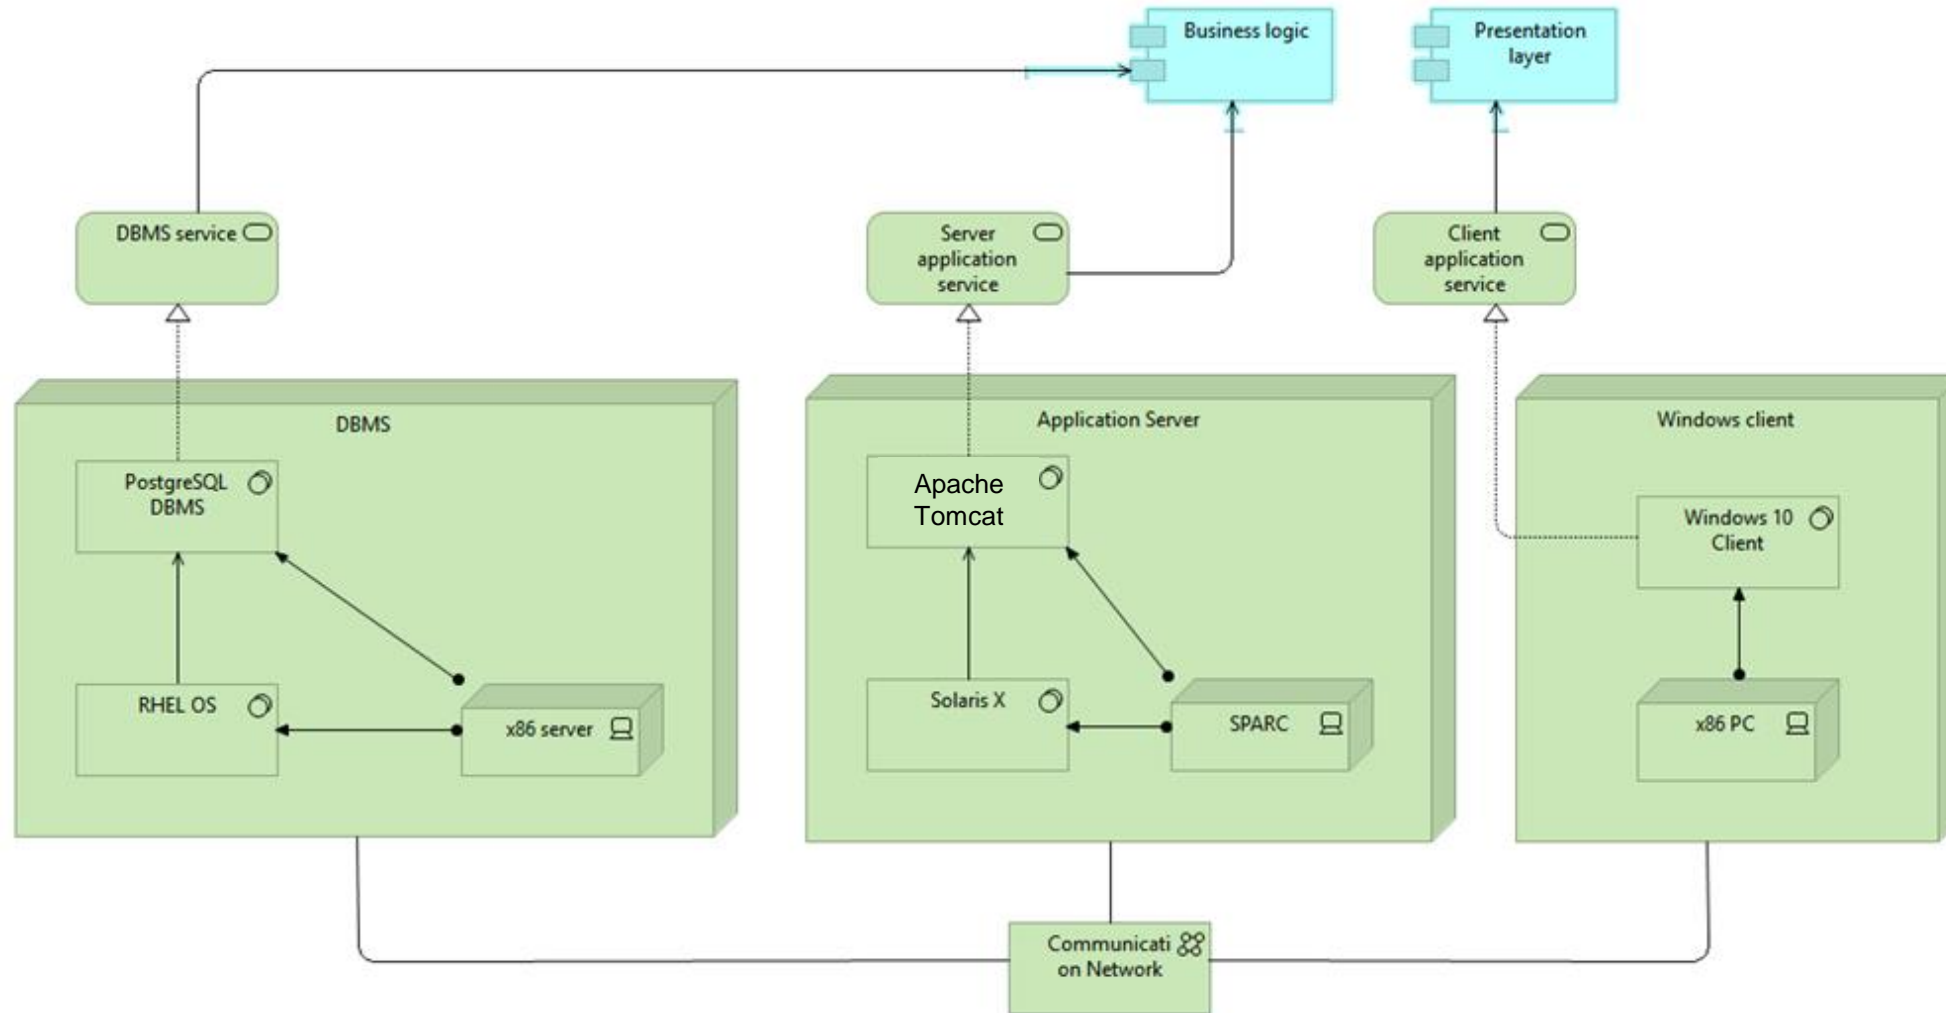 Business logic
Presentation
layer
DBMS service
Server
application
service
Client
application
service
DBMS
Application Server
Windows client
PostgreSQL
DBMS
Apache
Tomcat
Windows 10
Client
RHEL OS
x86 server
Solaris X
SPARC
x86 PC
Communicati
on Network